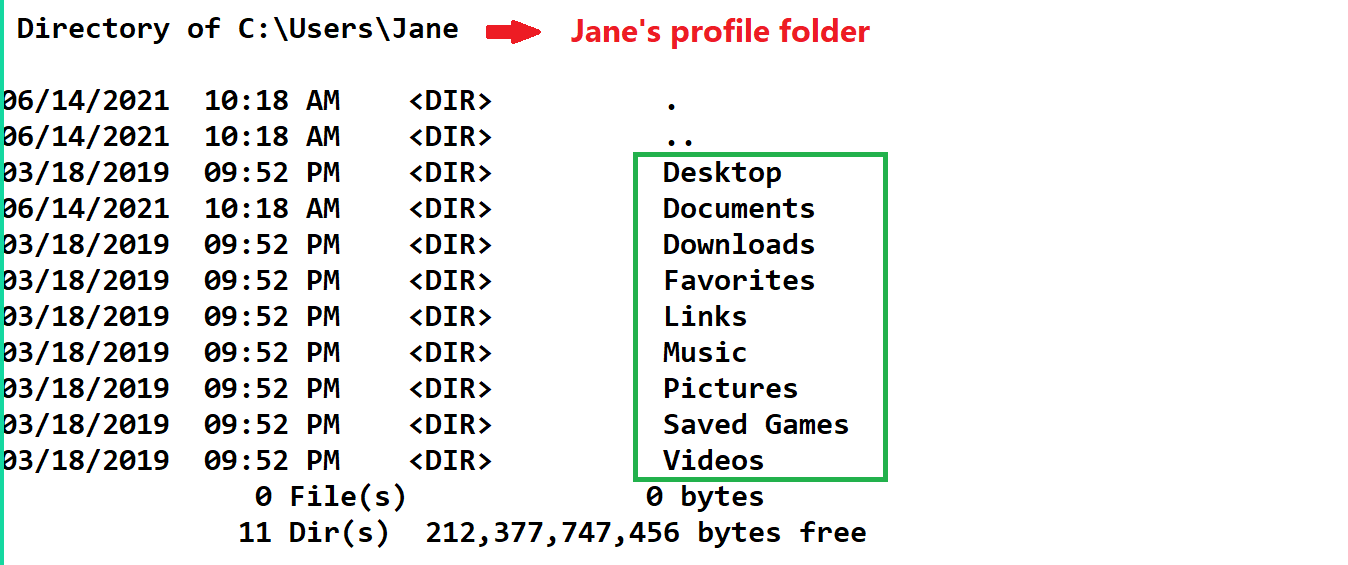 Directory of C:\Users\Jane Jane's profile folder
06/14/2021  10:18 AM    <DIR>          .
06/14/2021  10:18 AM    <DIR>          ..
03/18/2019  09:52 PM    <DIR>          Desktop
06/14/2021  10:18 AM    <DIR>          Documents
03/18/2019  09:52 PM    <DIR>          Downloads
03/18/2019  09:52 PM    <DIR>          Favorites
03/18/2019  09:52 PM    <DIR>          Links
03/18/2019  09:52 PM    <DIR>          Music
03/18/2019  09:52 PM    <DIR>          Pictures
03/18/2019  09:52 PM    <DIR>          Saved Games
03/18/2019  09:52 PM    <DIR>          Videos
0 File(s)              0 bytes
11 Dir(s)  212,377,747,456 bytes free